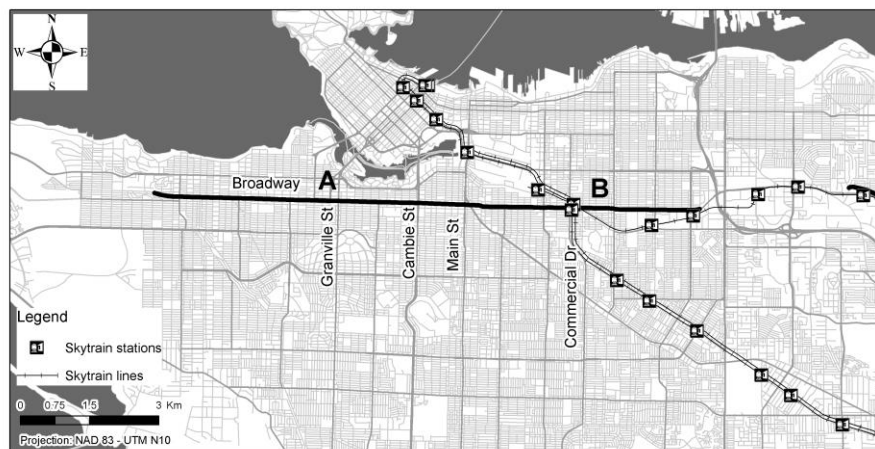 N
W E
S
Broadway
A
B
Granville St
Cambie St
Main St
Commercial Dr
Legend
Skytrain stations
Skytrain lines
0 0.75 1.5 3 Km
Projection: NAD 83 - UTM N10